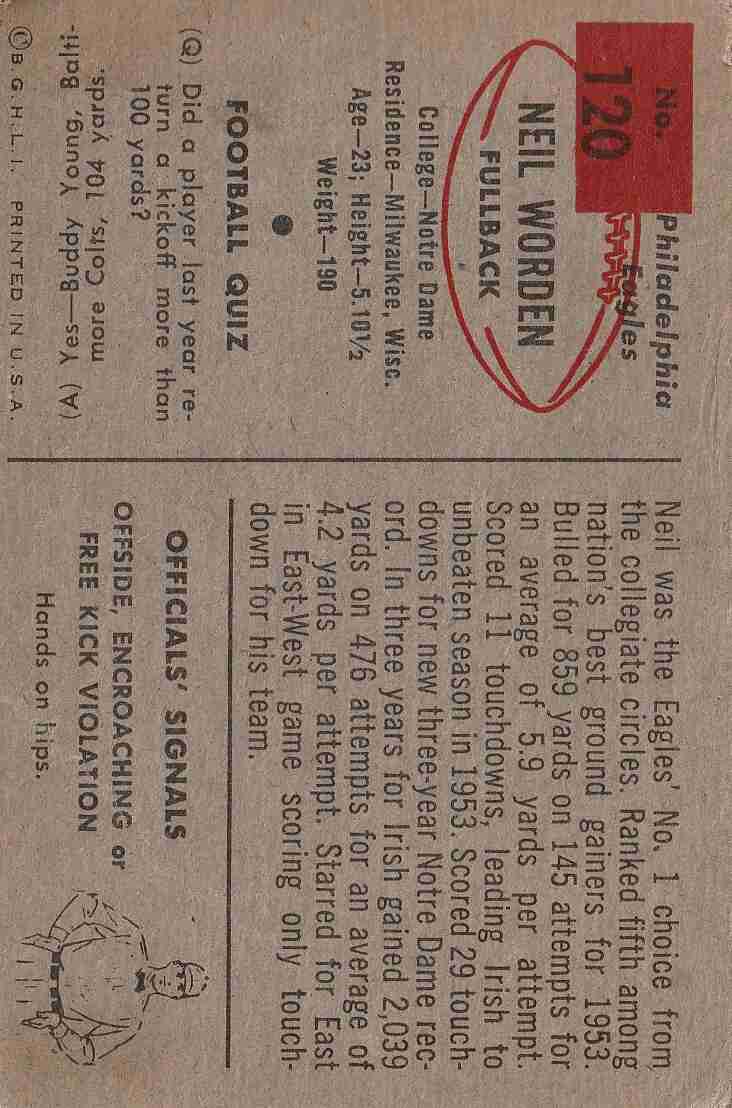 No.
120
Philadelphia
Eagles
NEIL WORDEN
FULLBACK
College—Notre Dame
Residence—Milwaukee, Wisc.
Age—23; Height—5.10½
Weight—190
FOOTBALL QUIZ
(Q) Did a player last year re-
turn a kickoff more than
100 yards?
(A) Yes—Buddy Young, Balti-
more Colts, 104 yards.
©B.G.H.L.I. PRINTED IN U.S.A.
Neil was the Eagles' No. 1 choice from
the collegiate circles. Ranked fifth among
nation's best ground gainers for 1953.
Bulled for 859 yards on 145 attempts for
an average of 5.9 yards per attempt.
Scored 11 touchdowns, leading Irish to
unbeaten season in 1953. Scored 29 touch-
downs for new three-year Notre Dame rec-
ord. In three years for Irish gained 2,039
yards on 476 attempts for an average of
4.2 yards per attempt. Starred for East
in East-West game scoring only touch-
down for his team.
OFFICIALS' SIGNALS
OFFSIDE, ENCROACHING or
FREE KICK VIOLATION
Hands on hips.